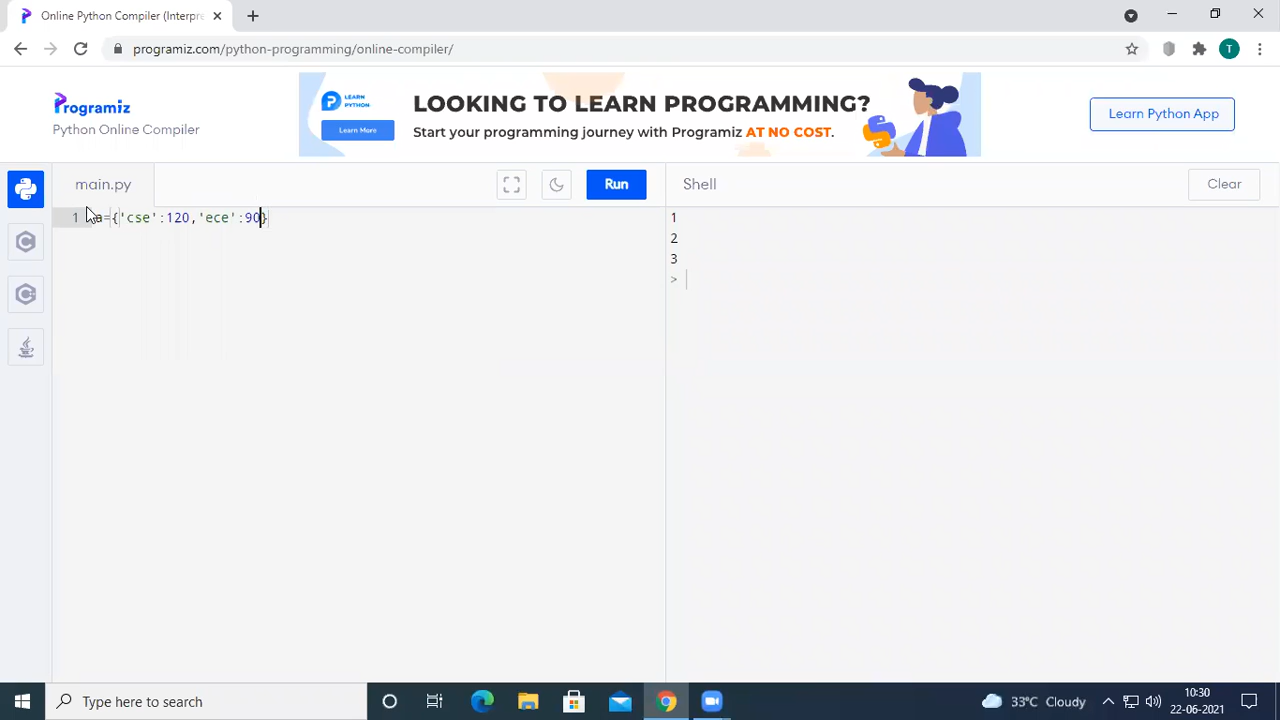 Online Python Compiler (Interpre
programiz.com/python-programming/online-compiler/
T
Programiz
Python Online Compiler
LEARN
PYTHON
Learn More
LOOKING TO LEARN PROGRAMMING?
Start your programming journey with Programiz AT NO COST.
Learn Python App
main.py
Run
Shell
Clear
1 a={'cse':120,'ece':90}
1
2
3
>
Type here to search
33°C Cloudy
10:30
22-06-2021